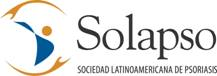 Solapso
SOCIEDAD LATINOAMERICANA DE PSORIASIS